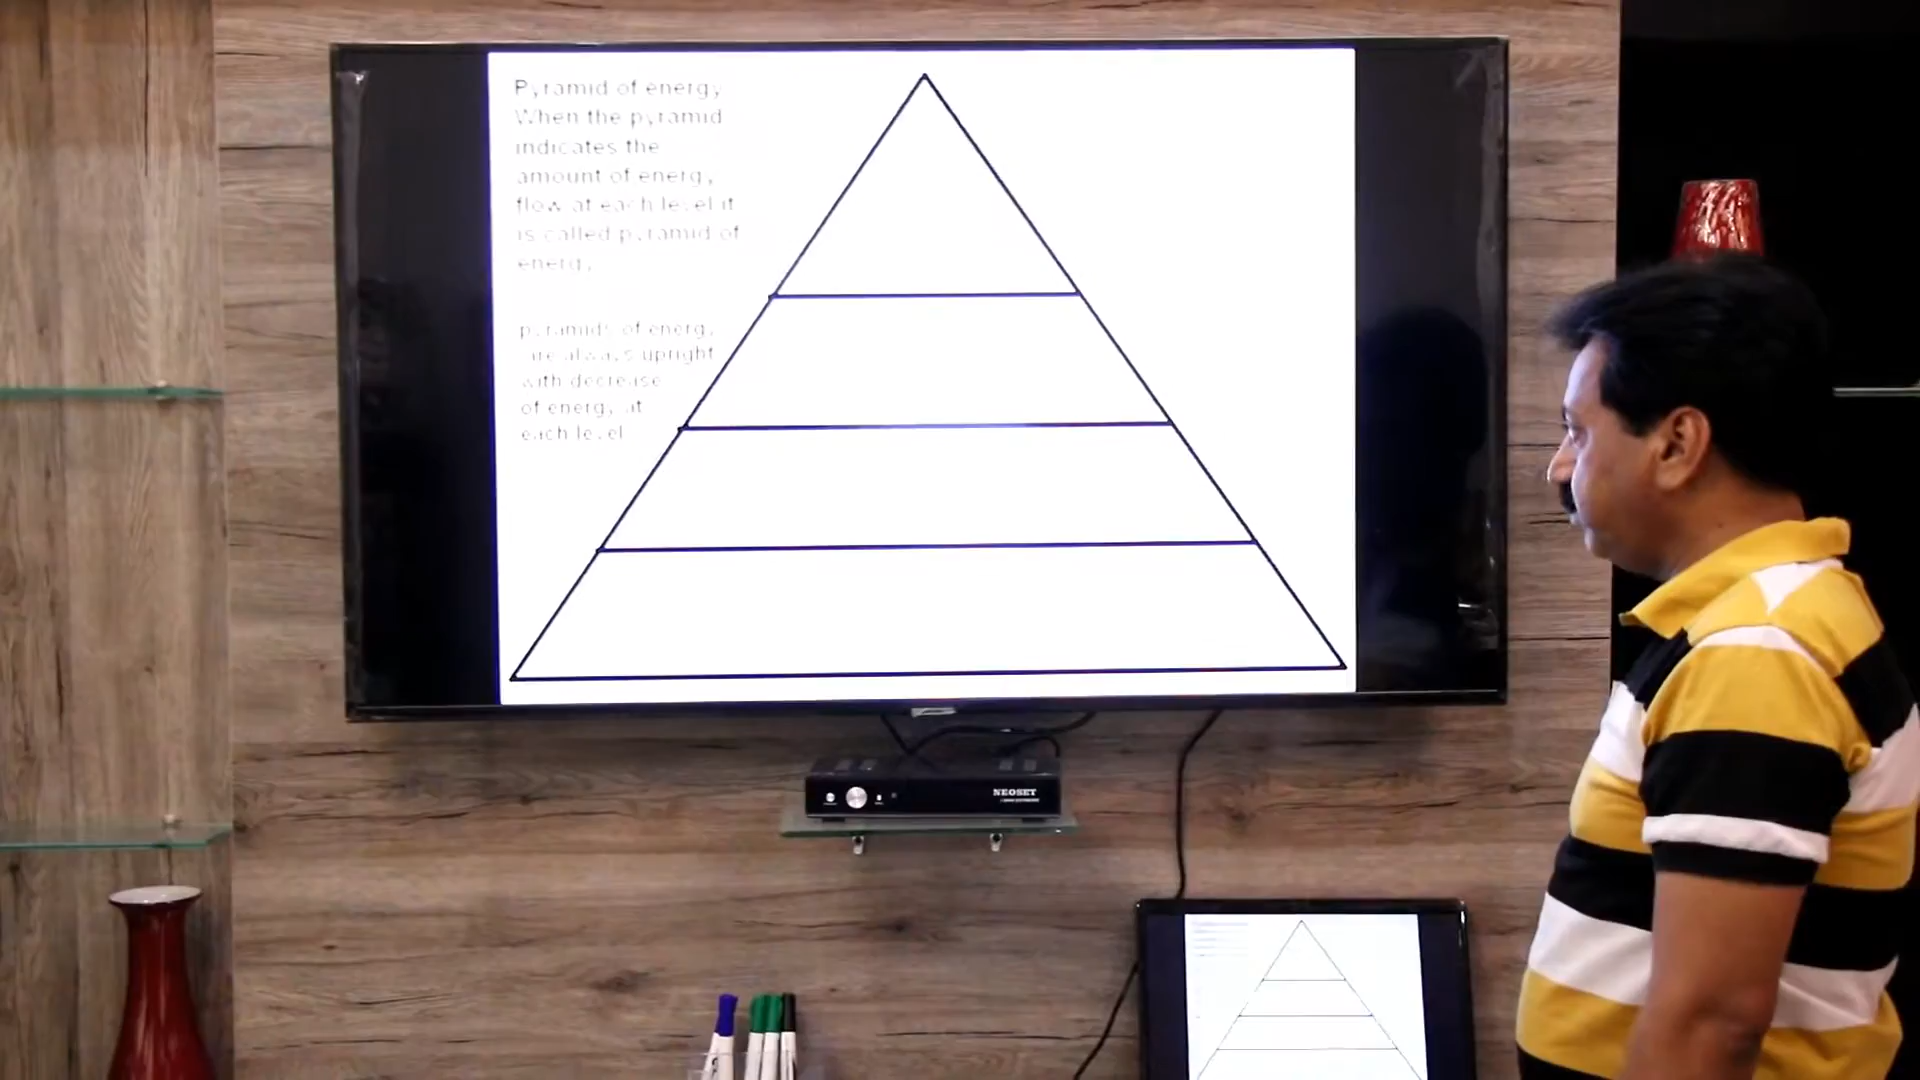 Pyramid of energy
When the pyramid
indicates the
amount of energy
flow at each level it
is called pyramid of
energy
pyramids of energy
are always upright
with decrease
of energy at
each level
NEOSET